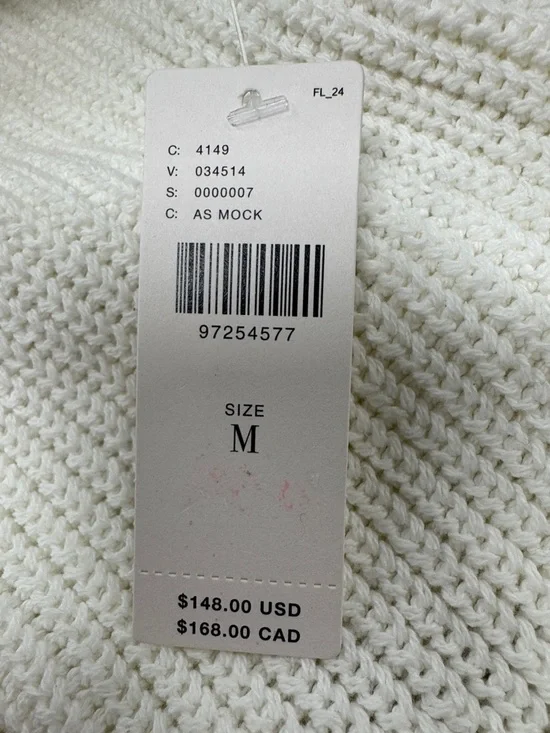 FL_24
C: 4149
V: 034514
S: 0000007
C: AS MOCK
97254577
SIZE
M
$148.00 USD
$168.00 CAD